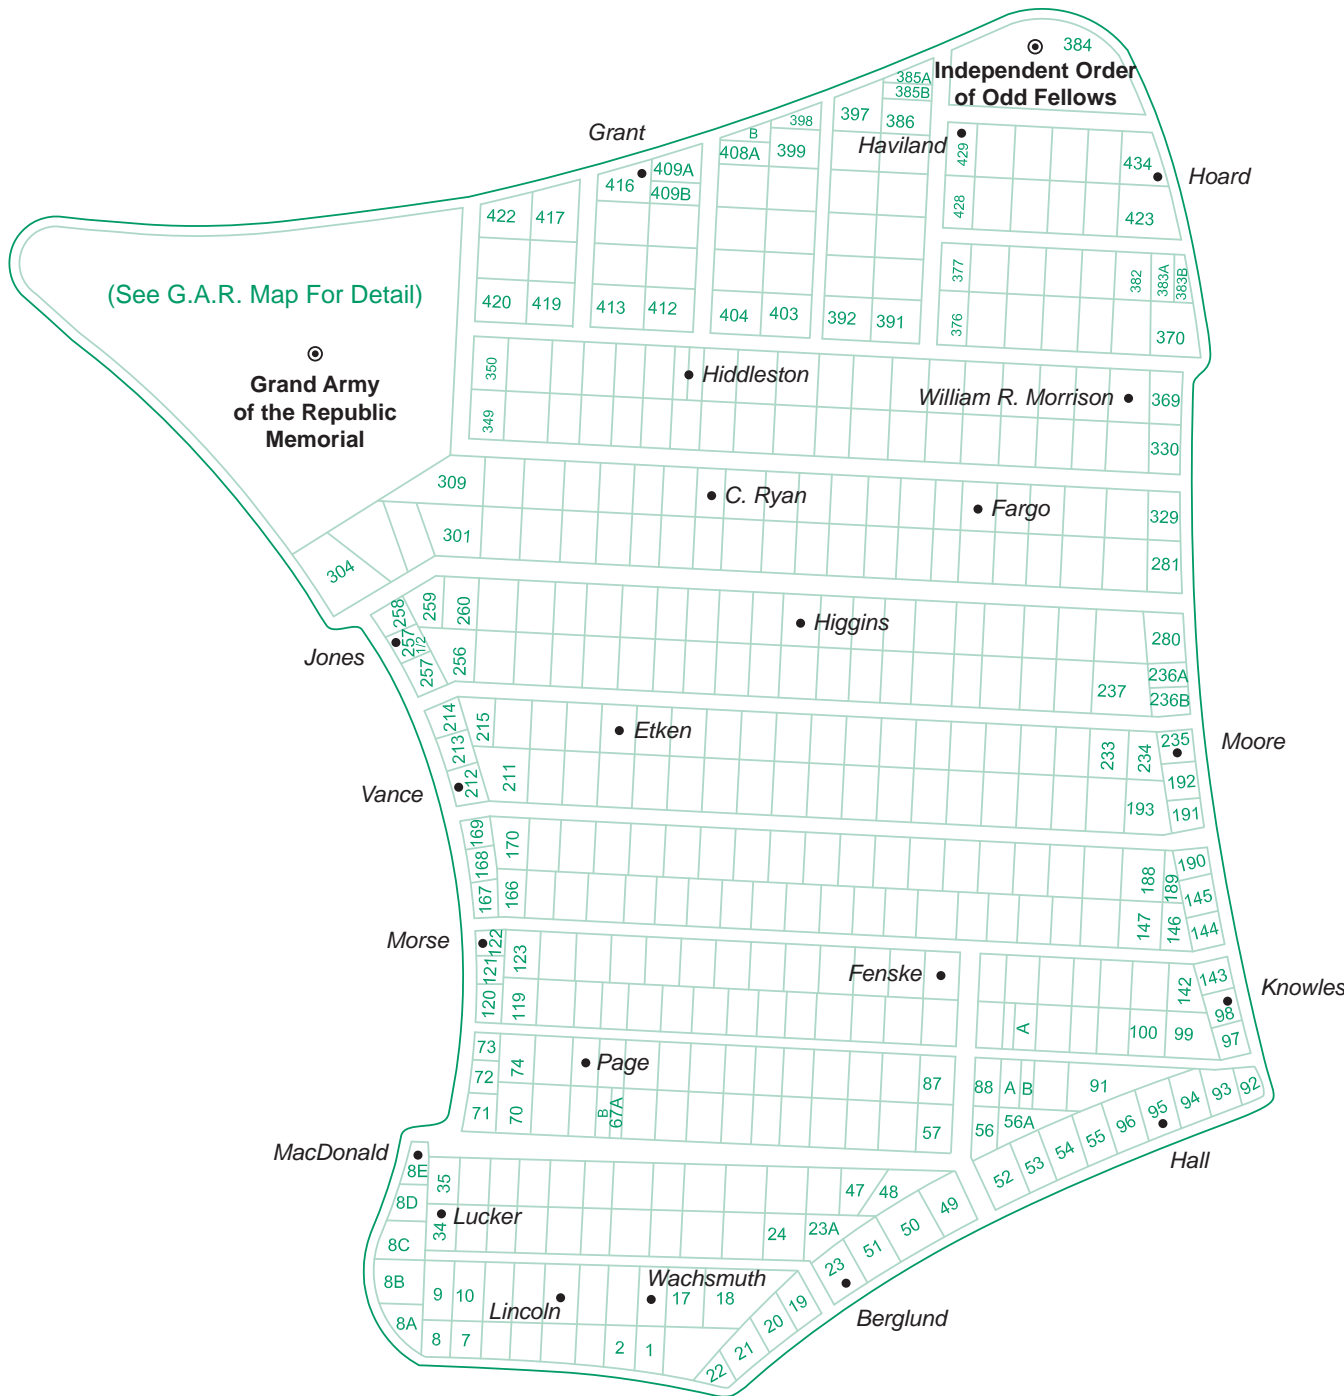 384
Independent Order
of Odd Fellows
385A
385B
386
397
398
399
B
408A
Grant
409A
409B
416
Haviland
429
434
Hoard
428
423
422
417
377
382
383A
383B
(See G.A.R. Map For Detail)
420
419
413
412
404
403
392
391
376
370
Grand Army
of the Republic
Memorial
350
Hiddleston
William R. Morrison
369
349
330
309
C. Ryan
Fargo
329
301
281
304
258
259
260
Higgins
280
257
1/2
Jones
257
256
237
236A
236B
214
215
Etken
233
234
235
Moore
213
212
211
Vance
193
192
191
169
170
168
188
189
190
167
166
147
146
145
144
Morse
122
123
121
Fenske
142
143
Knowles
120
119
A
100
99
98
97
73
74
Page
72
87
88
A
B
91
71
70
B
67A
57
56
56A
52
53
54
55
96
95
94
93
92
Hall
MacDonald
8E
35
47
48
49
8D
34
Lucker
24
23A
50
8C
51
23
8B
9
10
Lincoln
Wachsmuth
17
18
19
Berglund
8A
8
7
2
1
20
21
22